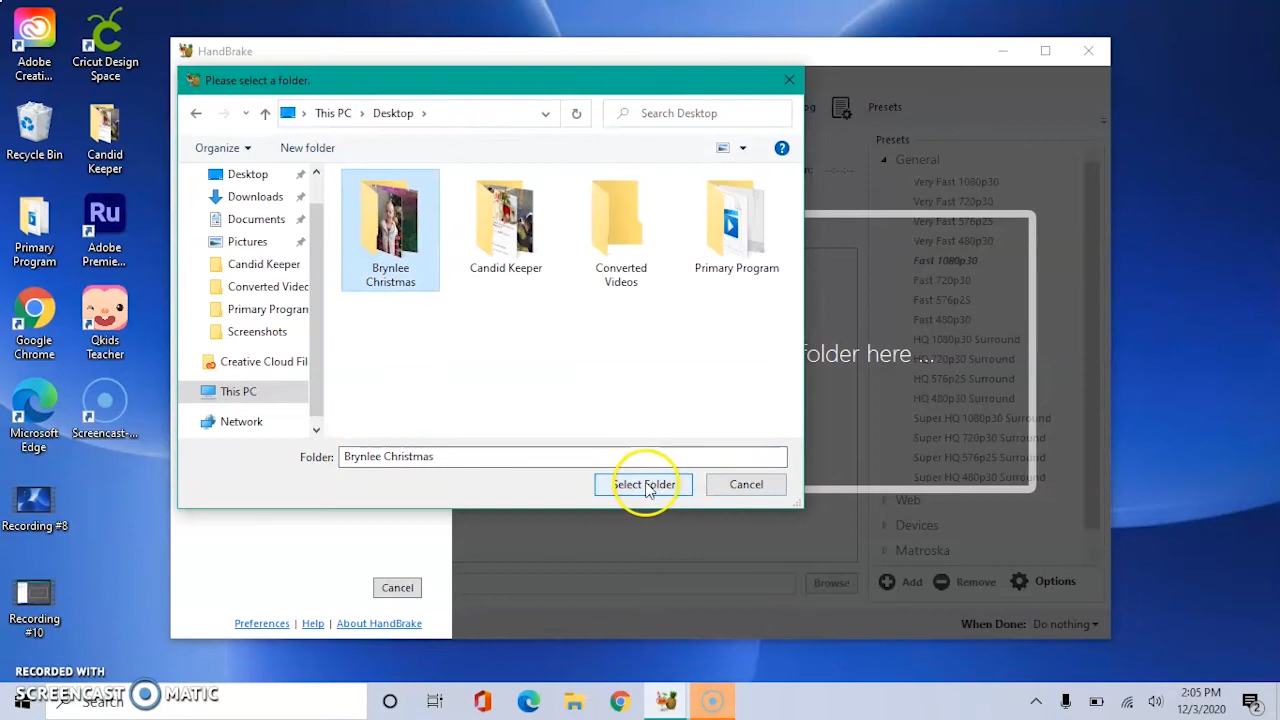 Adobe
Creati...
Cricut Design
Space
Recycle Bin
Candid
Keeper
Primary
Program
Ru
Adobe
Premie...
Google
Chrome
Qkids
Teacher
Microsoft
Edge
Screencast-...
Recording
#8
Recording
#10
HandBrake
Please select a folder.
This PC
Desktop
Search Desktop
Organize
New folder
Desktop
Downloads
Documents
Pictures
Candid Keeper
Converted Videc
Primary Program
Screenshots
Creative Cloud Fil
This PC
Network
Brynlee
Christmas
Candid Keeper
Converted
Videos
Primary Program
Folder:
Brynlee Christmas
Select Folder
Cancel
Presets
Presets
General
Very Fast 1080p30
Very Fast 720p30
Very Fast 576p25
Very Fast 480p30
Fast 1080p30
Fast 720p30
Fast 576p25
Fast 480p30
HQ 1080p30 Surround
HQ 720p30 Surround
HQ 576p25 Surround
HQ 480p30 Surround
Super HQ 1080p30 Surround
Super HQ 720p30 Surround
Super HQ 576p25 Surround
Super HQ 480p30 Surround
folder here ...
Web
Devices
Matroska
Cancel
Browse
Add
Remove
Options
Preferences | Help | About HandBrake
When Done: Do nothing
RECORDED WITH
SCREENCAST MATIC
Search
2:05 PM
12/3/2020
2